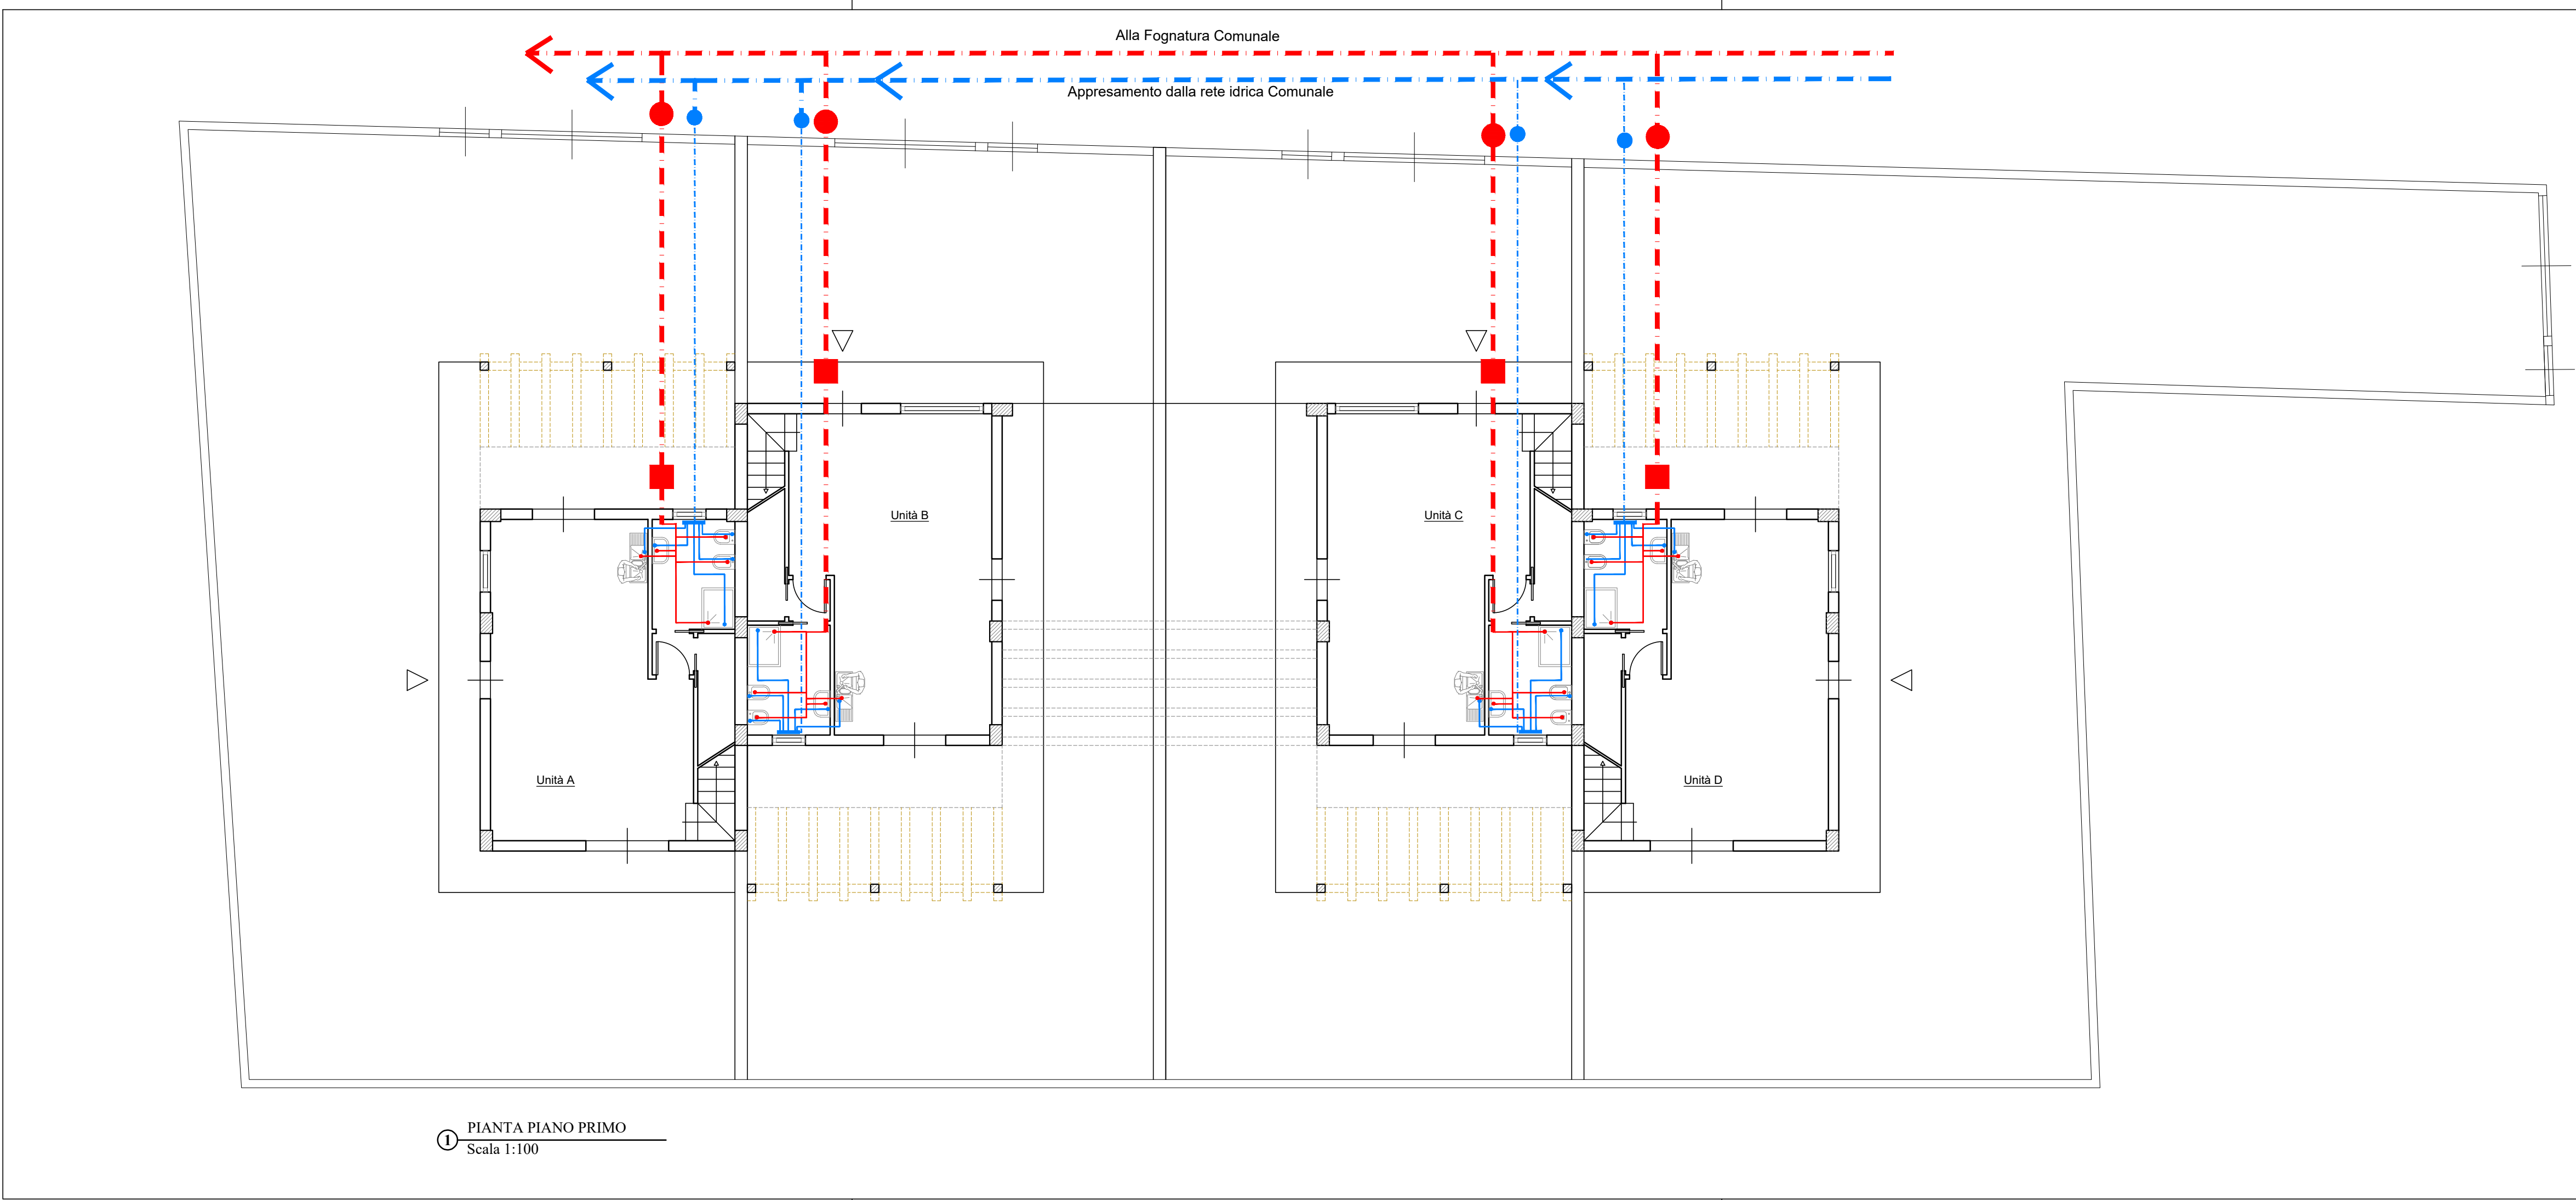 Alla Fognatura Comunale
Appresamento dalla rete idrica Comunale
Unità B
Unità C
Unità A
Unità D
1
PIANTA PIANO PRIMO
Scala 1:100